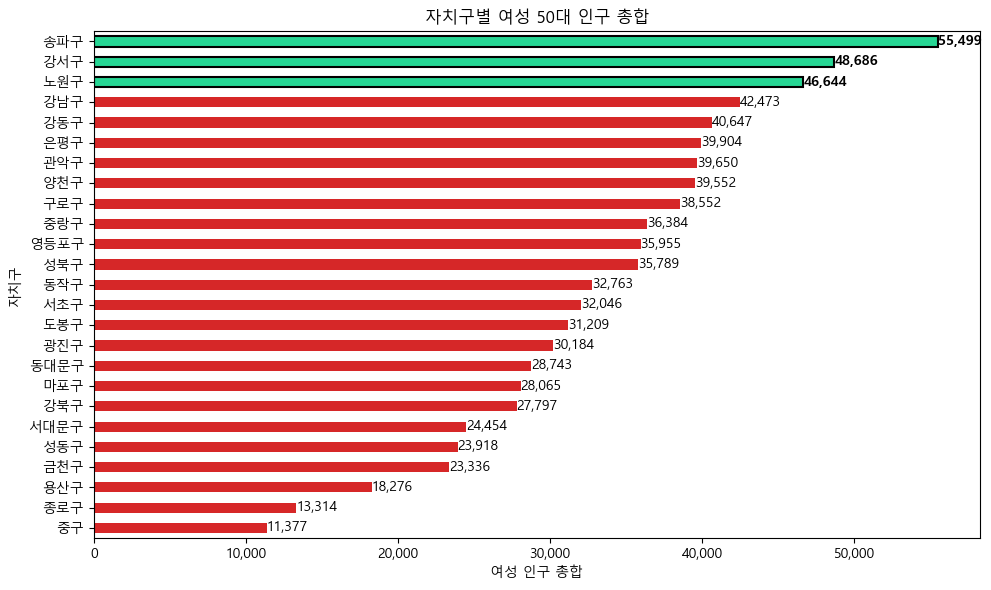 자치구별 여성 50대 인구 총합
자치구
송파구 55,499
강서구 48,686
노원구 46,644
강남구 42,473
강동구 40,647
은평구 39,904
관악구 39,650
양천구 39,552
구로구 38,552
중랑구 36,384
영등포구 35,955
성북구 35,789
동작구 32,763
서초구 32,046
도봉구 31,209
광진구 30,184
동대문구 28,743
마포구 28,065
강북구 27,797
서대문구 24,454
성동구 23,918
금천구 23,336
용산구 18,276
종로구 13,314
중구 11,377
0 10,000 20,000 30,000 40,000 50,000
여성 인구 총합